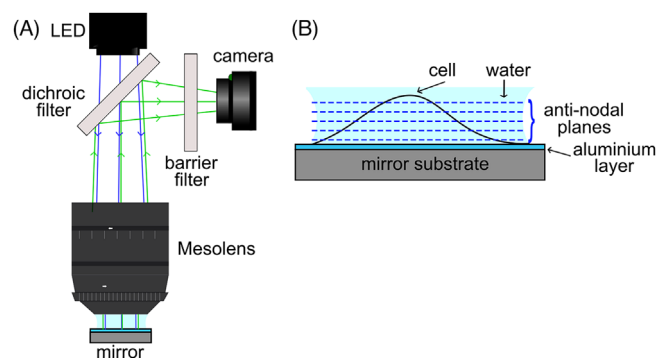 (A)
LED
camera
dichroic
filter
barrier
filter
Mesolens
mirror
(B)
cell
water
anti-nodal
planes
aluminium
layer
mirror substrate